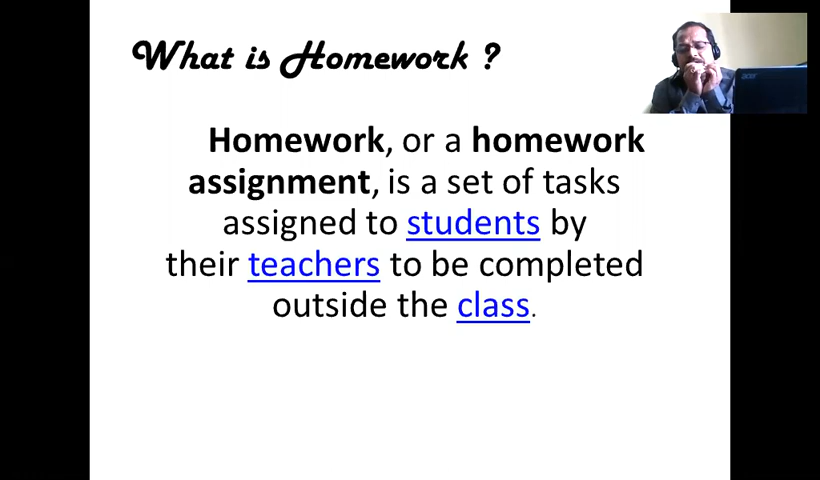 What is Homework ?
Homework, or a homework
assignment, is a set of tasks
assigned to students by
their teachers to be completed
outside the class.
acer